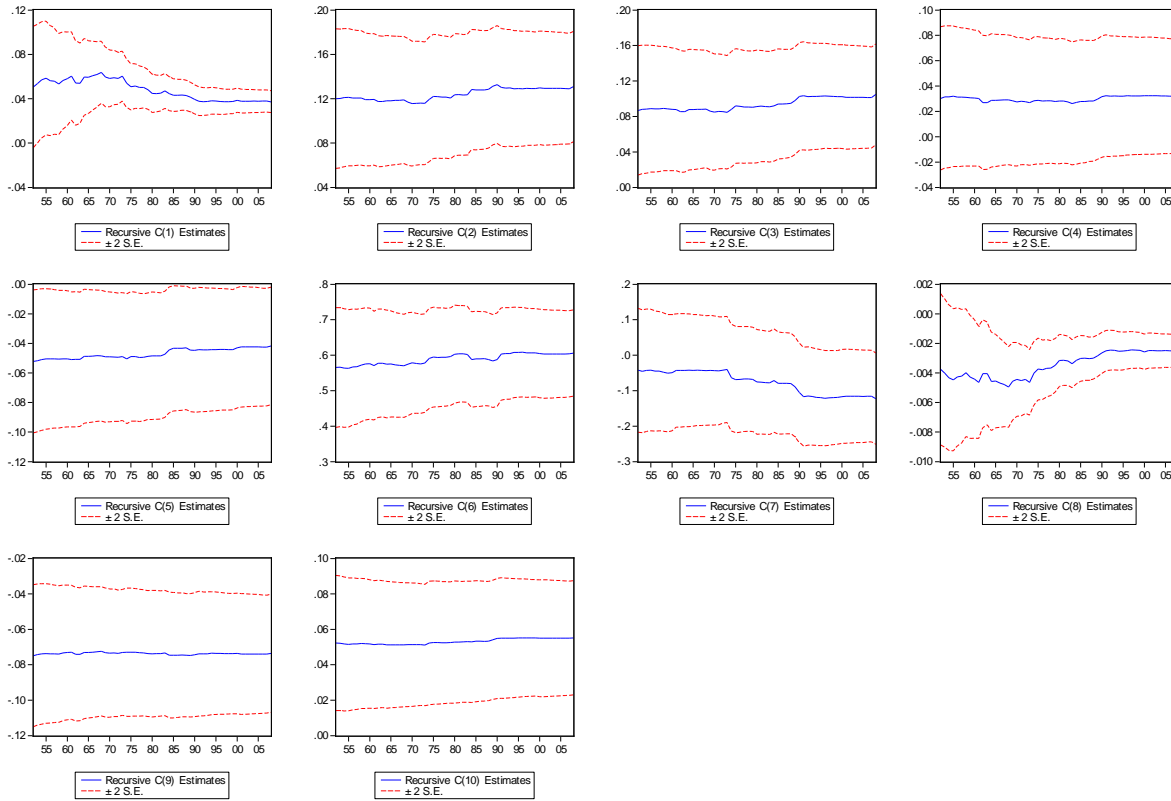 .12
.08
.04
.00
-.04
55 60 65 70 75 80 85 90 95 00 05
Recursive C(1) Estimates
± 2 S.E.
.20
.16
.12
.08
.04
55 60 65 70 75 80 85 90 95 00 05
Recursive C(2) Estimates
± 2 S.E.
.20
.16
.12
.08
.04
.00
55 60 65 70 75 80 85 90 95 00 05
Recursive C(3) Estimates
± 2 S.E.
.10
.08
.06
.04
.02
.00
-.02
-.04
55 60 65 70 75 80 85 90 95 00 05
Recursive C(4) Estimates
± 2 S.E.
.00
-.02
-.04
-.06
-.08
-.10
-.12
55 60 65 70 75 80 85 90 95 00 05
Recursive C(5) Estimates
± 2 S.E.
.8
.7
.6
.5
.4
.3
55 60 65 70 75 80 85 90 95 00 05
Recursive C(6) Estimates
± 2 S.E.
.2
.1
.0
-.1
-.2
-.3
55 60 65 70 75 80 85 90 95 00 05
Recursive C(7) Estimates
± 2 S.E.
.002
.000
-.002
-.004
-.006
-.008
-.010
55 60 65 70 75 80 85 90 95 00 05
Recursive C(8) Estimates
± 2 S.E.
-.02
-.04
-.06
-.08
-.10
-.12
55 60 65 70 75 80 85 90 95 00 05
Recursive C(9) Estimates
± 2 S.E.
.10
.08
.06
.04
.02
.00
55 60 65 70 75 80 85 90 95 00 05
Recursive C(10) Estimates
± 2 S.E.